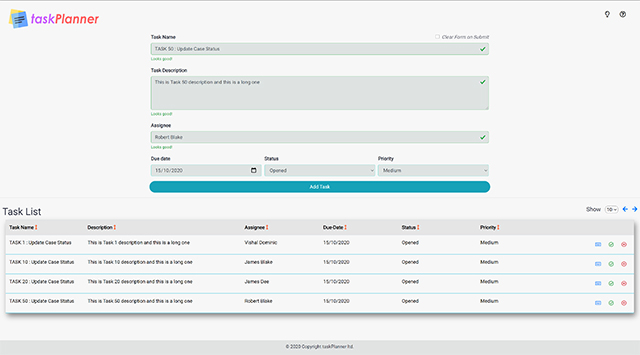 taskPlanner
Task Name
Clear Form on Submit
TASK 50 : Update Case Status
Looks good!
Task Description
This is Task 50 description and this is a long one
Looks good!
Assignee
Robert Blake
Looks good!
Due date Status Priority
15/10/2020 Opened Medium
Add Task
Task List Show 10
Task Name Description Assignee Due-Date Status Priority
TASK 1 : Update Case Status This is Task 1 description and this is a long one Vishal Dominic 15/10/2020 Opened Medium
TASK 10 : Update Case Status This is Task 10 description and this is a long one James Blake 15/10/2020 Opened Medium
TASK 20 : Update Case Status This is Task 20 description and this is a long one James Dee 15/10/2020 Opened Medium
TASK 50 : Update Case Status This is Task 50 description and this is a long one Robert Blake 15/10/2020 Opened Medium
© 2020 Copyright taskPlanner ltd.